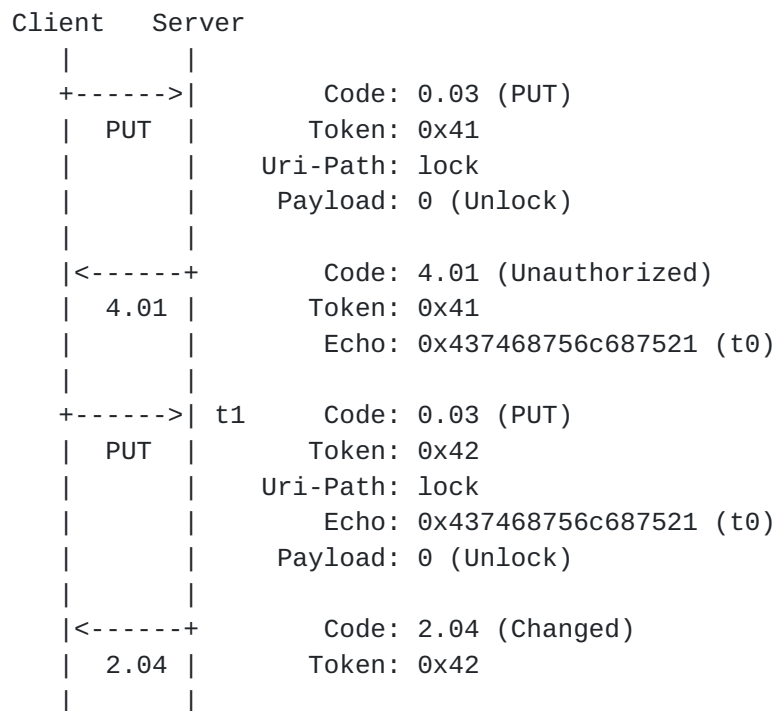 Client   Server
   |      |
   +------>|        Code: 0.03 (PUT)
   |  PUT  |       Token: 0x41
   |       |    Uri-Path: lock
   |       |     Payload: 0 (Unlock)
   |       |
   |<------+        Code: 4.01 (Unauthorized)
   |  4.01 |       Token: 0x41
   |       |        Echo: 0x437468756c687521 (t0)
   |       |
   +------>| t1     Code: 0.03 (PUT)
   |  PUT  |       Token: 0x42
   |       |    Uri-Path: lock
   |       |        Echo: 0x437468756c687521 (t0)
   |       |     Payload: 0 (Unlock)
   |       |
   |<------+        Code: 2.04 (Changed)
   |  2.04 |       Token: 0x42
   |       |